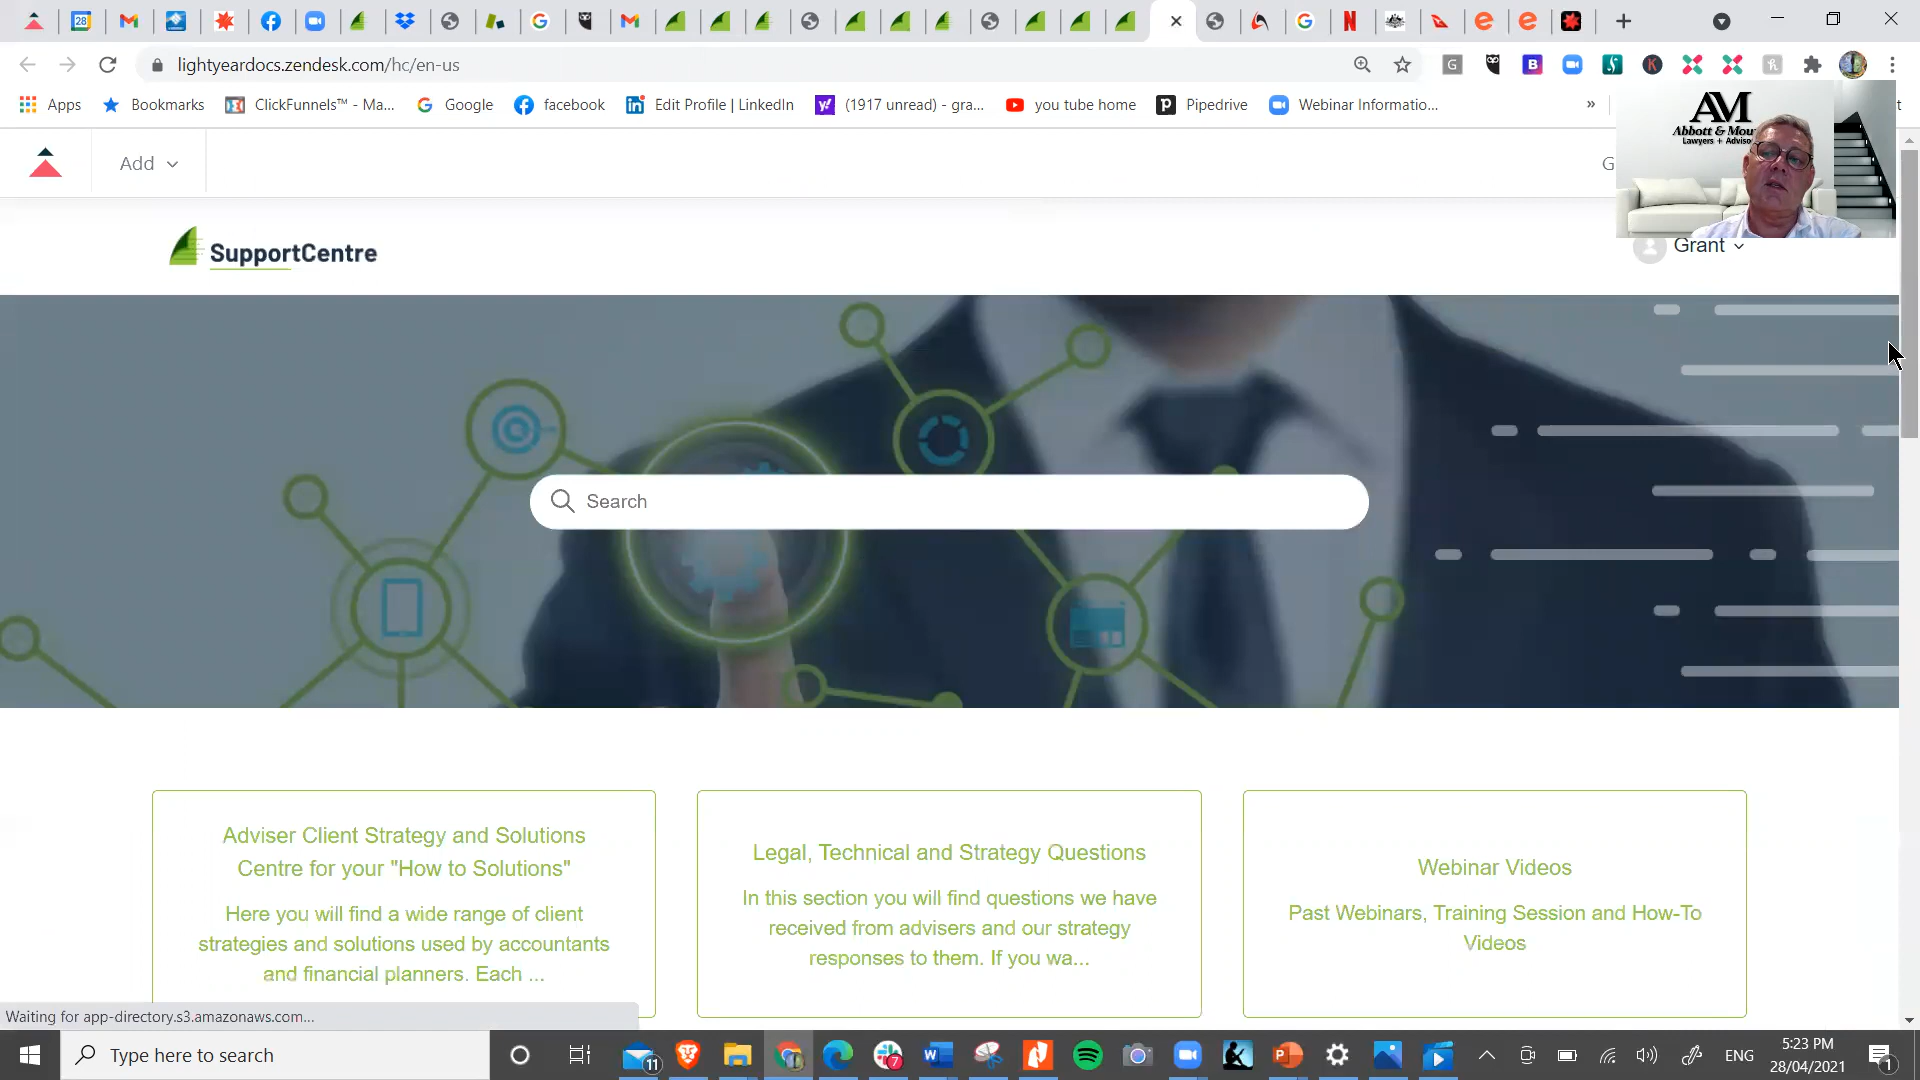 lightyeardocs.zendesk.com/hc/en-us
Apps
Bookmarks
ClickFunnels™ - Ma...
Google
facebook
Edit Profile | LinkedIn
(1917 unread) - gra...
you tube home
Pipedrive
Webinar Informatio...
»
AM
Abbott & Mou
Lawyers + Adviso
Add
G
SupportCentre
Grant
Search
Adviser Client Strategy and Solutions
Centre for your "How to Solutions"
Here you will find a wide range of client
strategies and solutions used by accountants
and financial planners. Each ...
Legal, Technical and Strategy Questions
In this section you will find questions we have
received from advisers and our strategy
responses to them. If you wa...
Webinar Videos
Past Webinars, Training Session and How-To
Videos
Waiting for app-directory.s3.amazonaws.com...
Type here to search
11
7
ENG
5:23 PM
28/04/2021
1